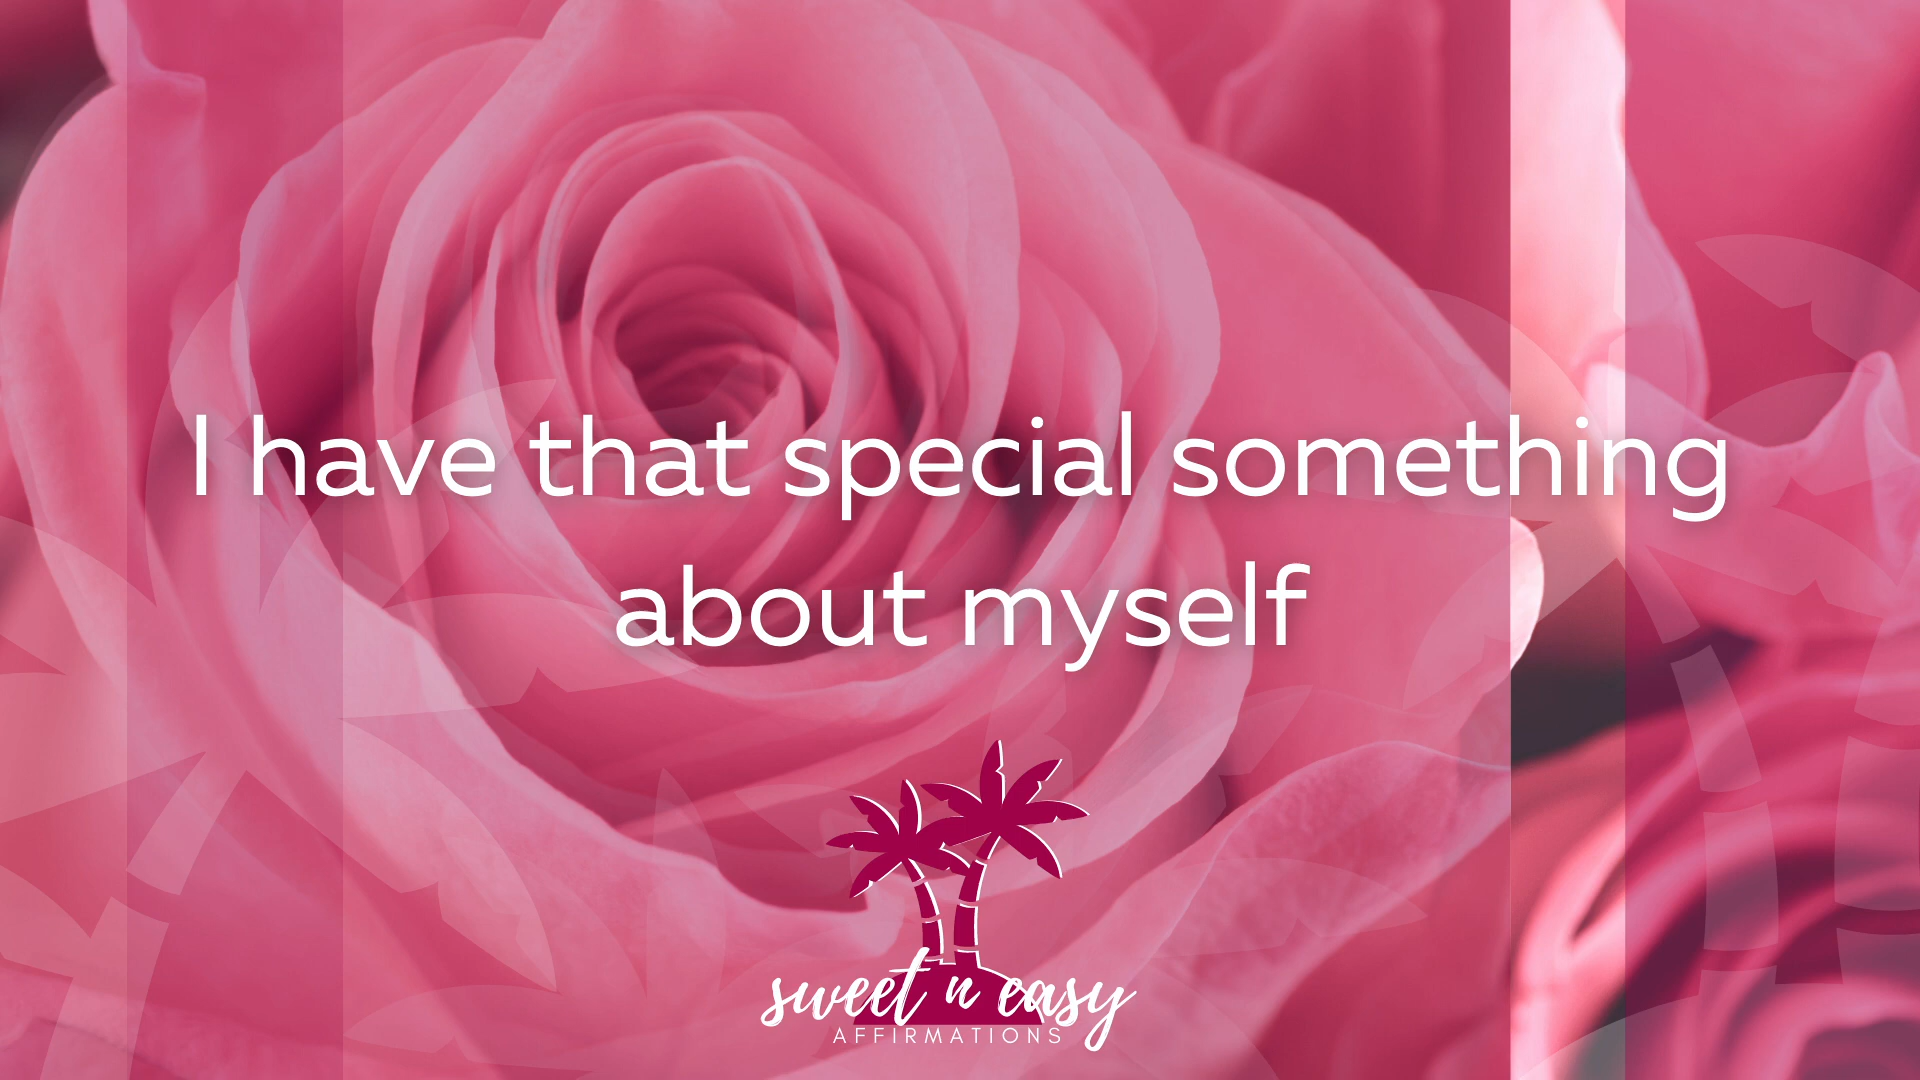 I have that special something
about myself
sweet n easy
AFFIRMATIONS